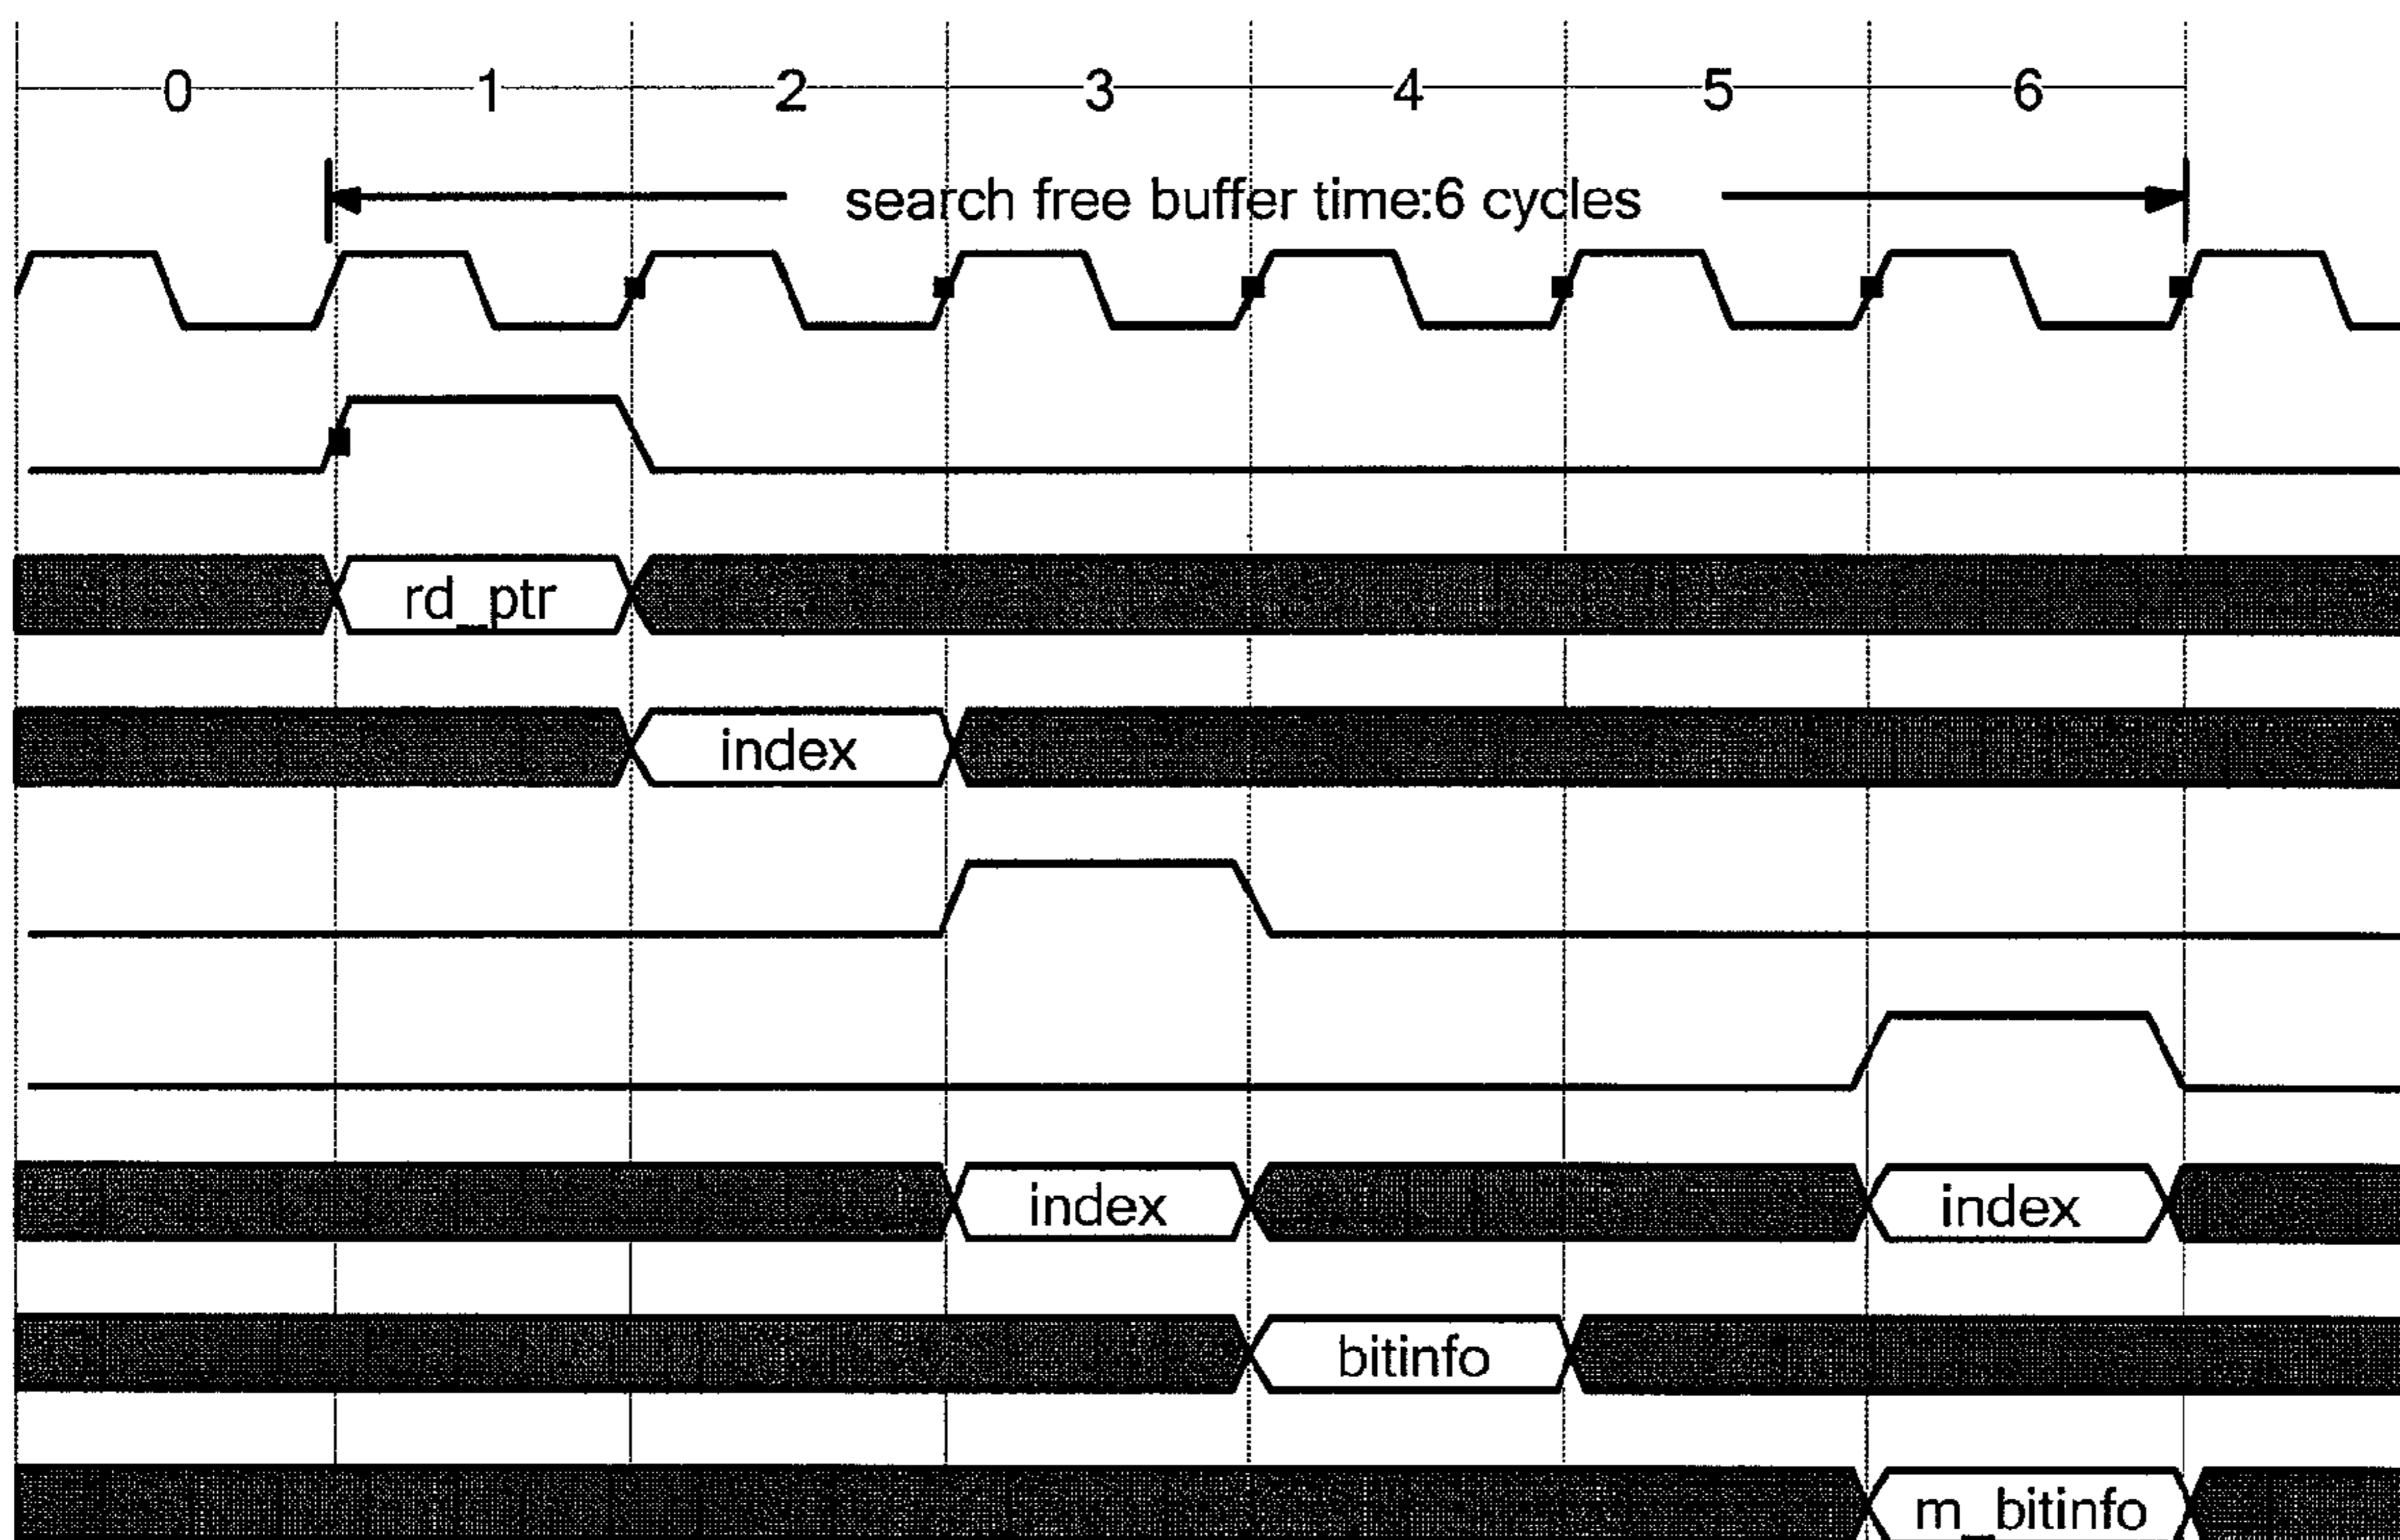 0 1 2 3 4 5 6
search free buffer time:6 cycles
rd_ptr
index
index index
bitinfo
m_bitinfo